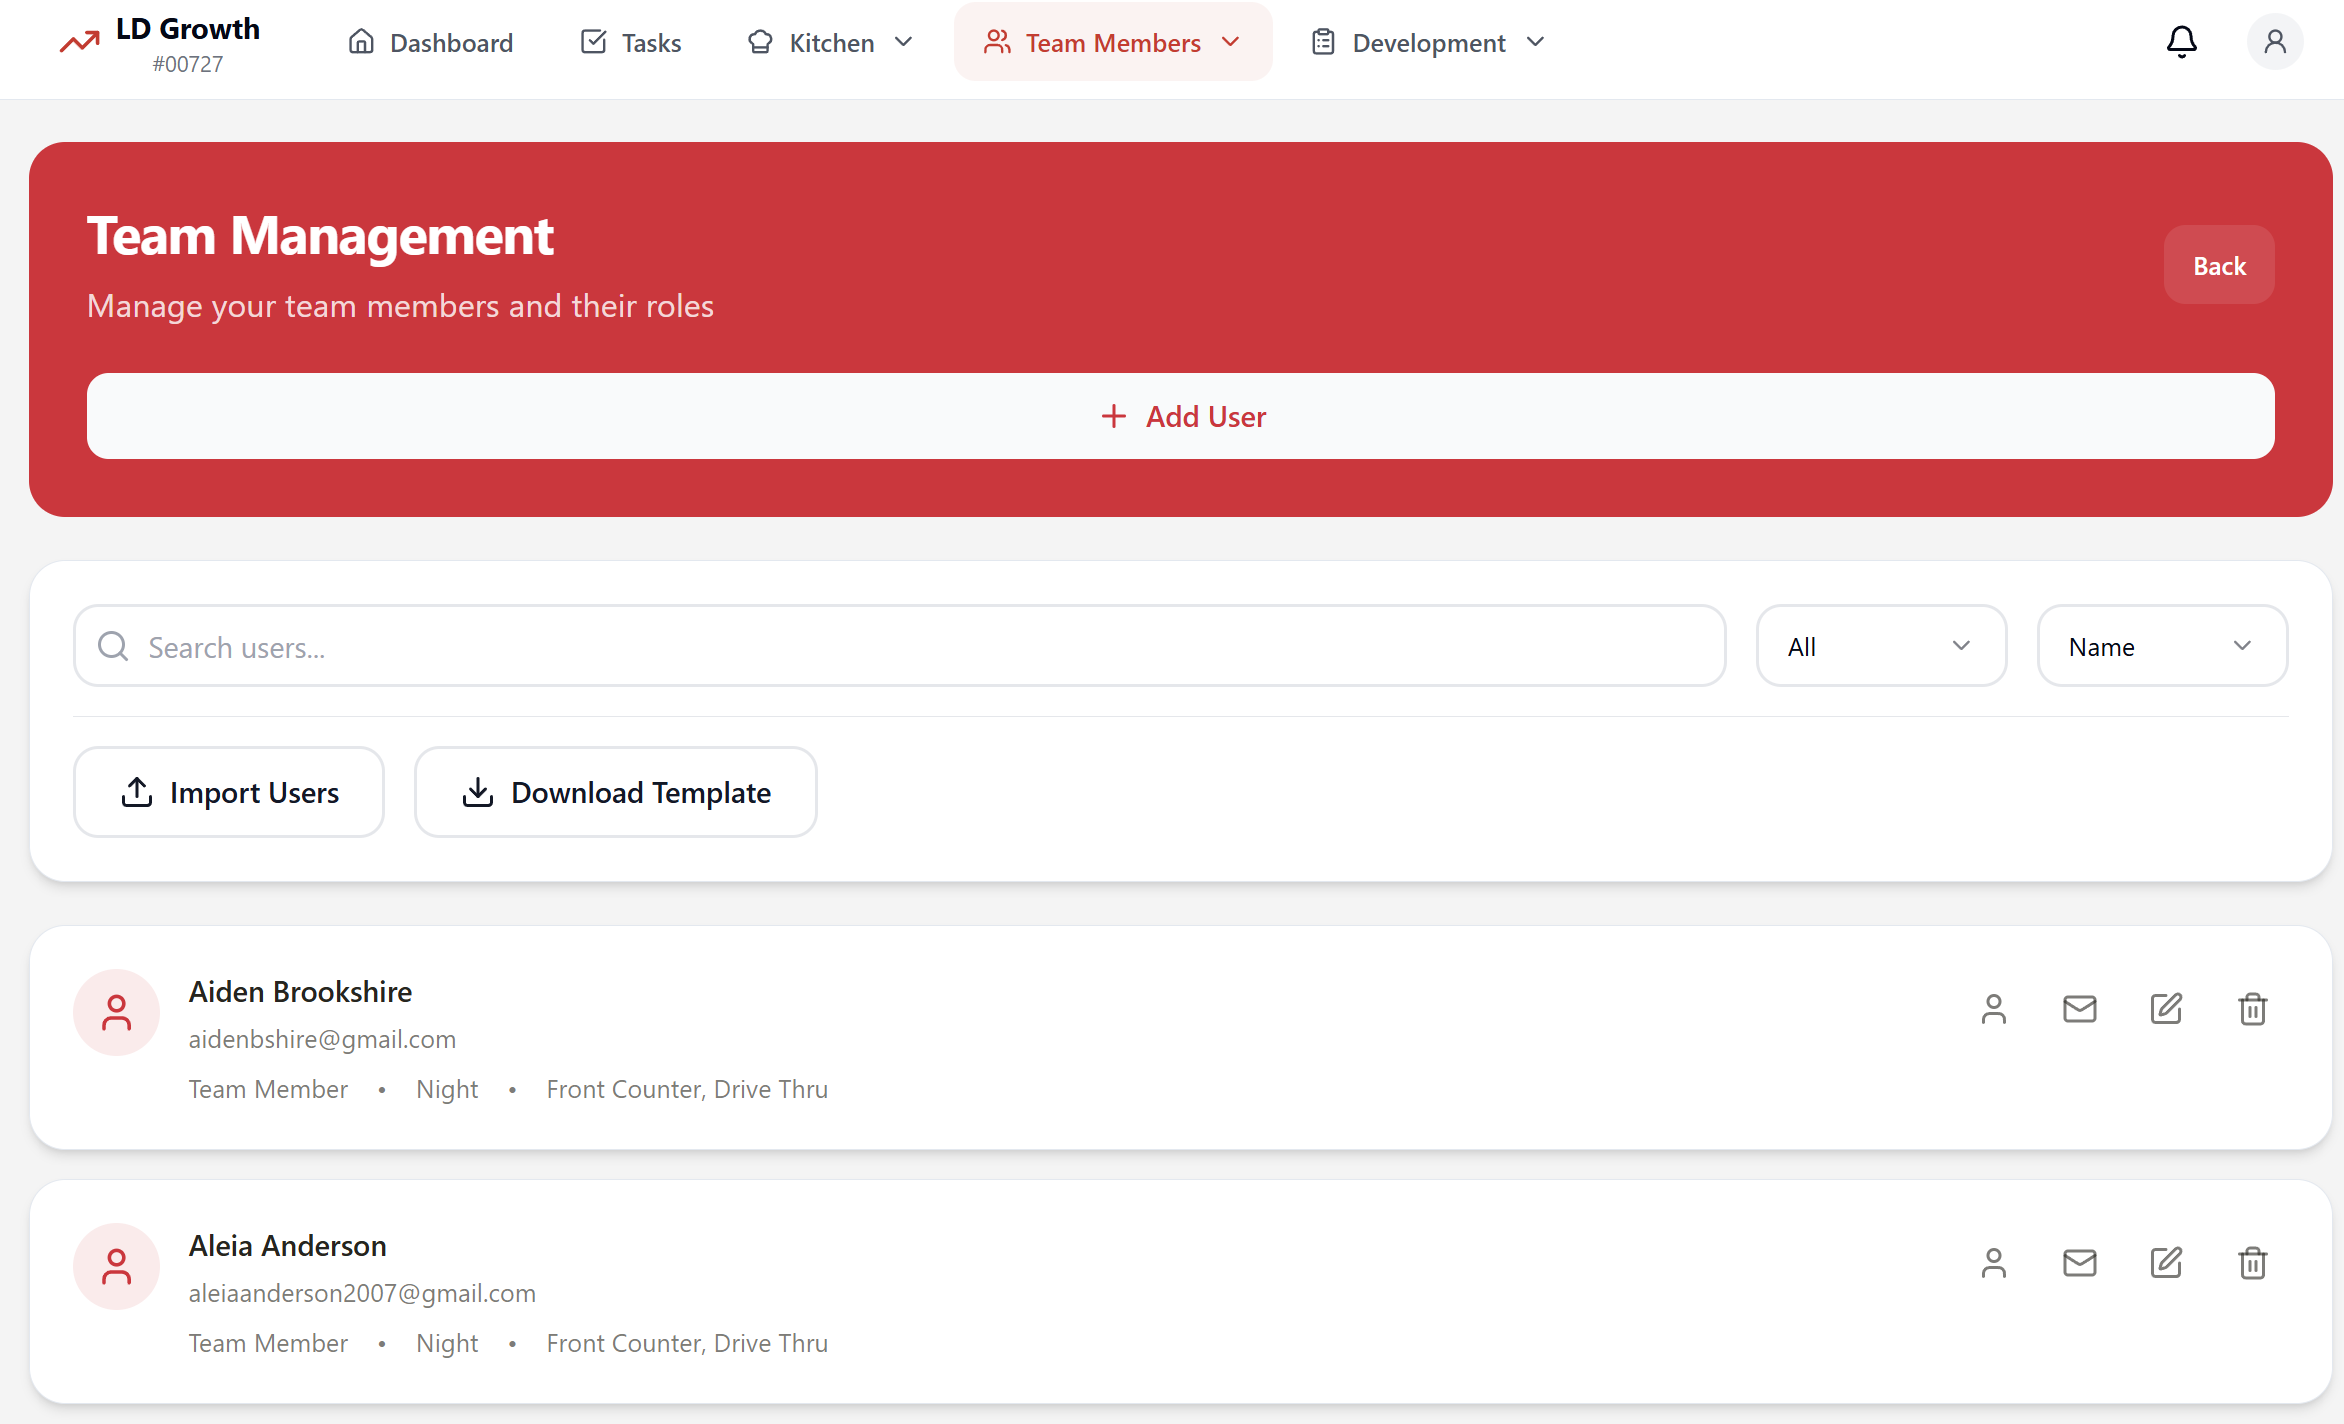 LD Growth
#00727
Dashboard
Tasks
Kitchen
Team Members
Development
Team Management
Manage your team members and their roles
Back
Add User
Search users...
All
Name
Import Users
Download Template
Aiden Brookshire
aidenbshire@gmail.com
Team Member • Night • Front Counter, Drive Thru
Aleia Anderson
aleiaanderson2007@gmail.com
Team Member • Night • Front Counter, Drive Thru